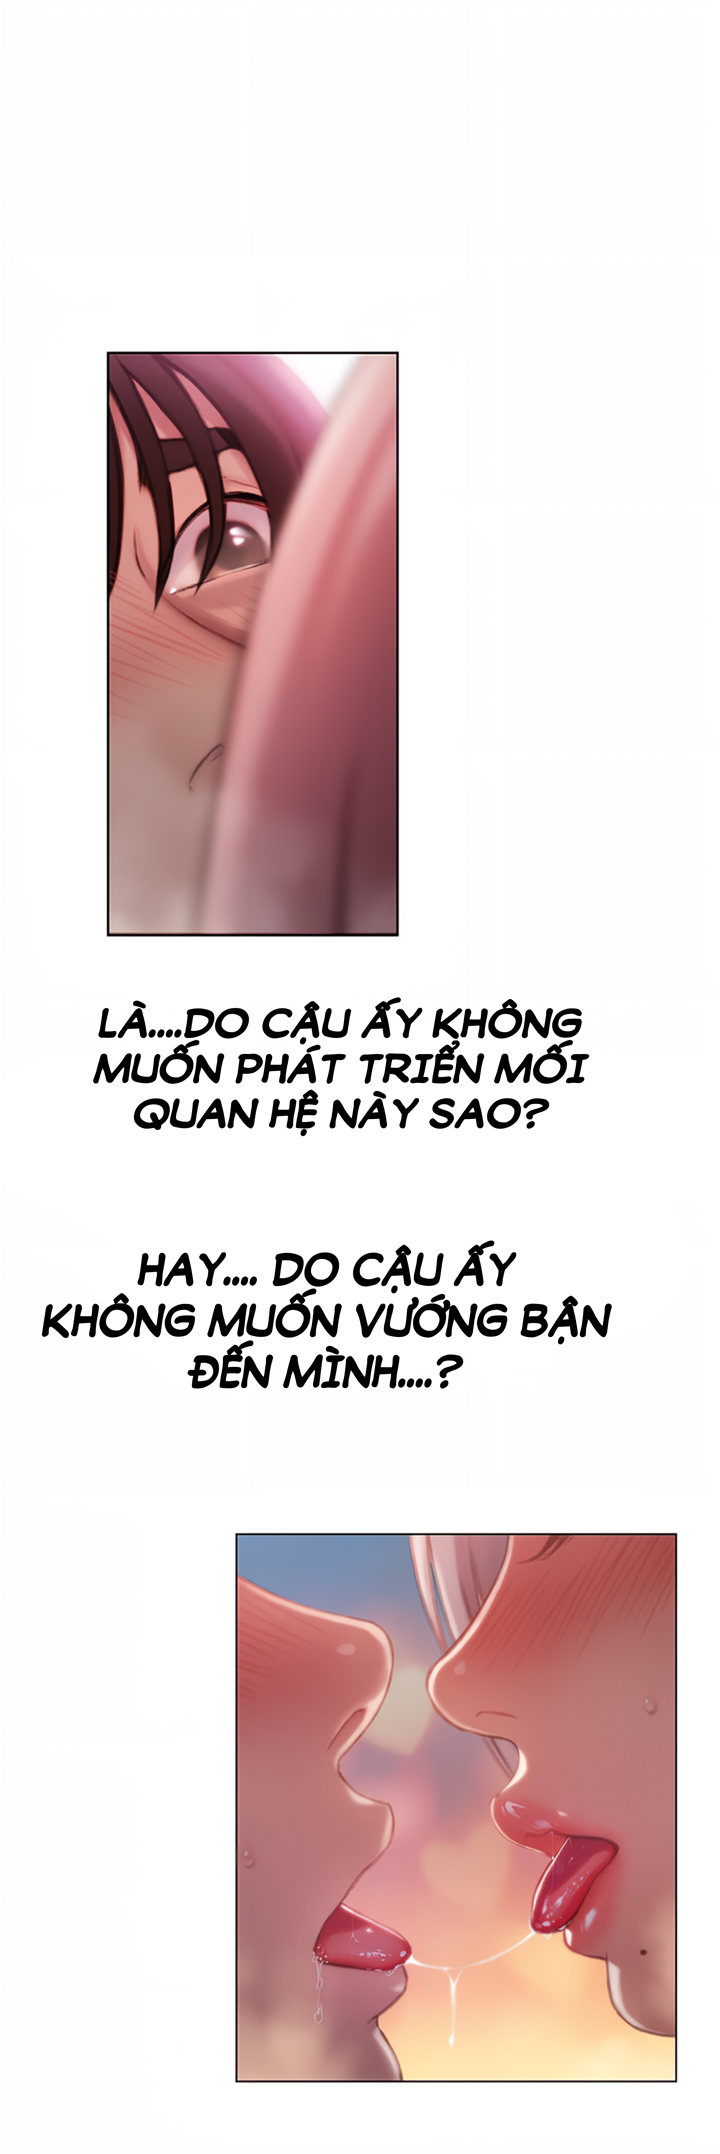 LÀ....DO CẬU ẤY KHÔNG
MUỐN PHÁT TRIỂN MỐI
QUAN HỆ NÀY SAO?
HAY.... DO CẬU ẤY
KHÔNG MUỐN VƯỚNG BẬN
ĐẾN MÌNH....?